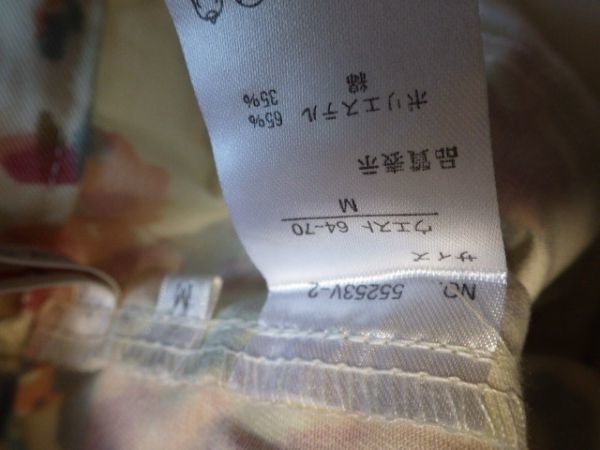 NO. 55253V-2
サイズ
ウエスト 64~70
M
品質表示
ポリエステル 65%
綿 35%
M